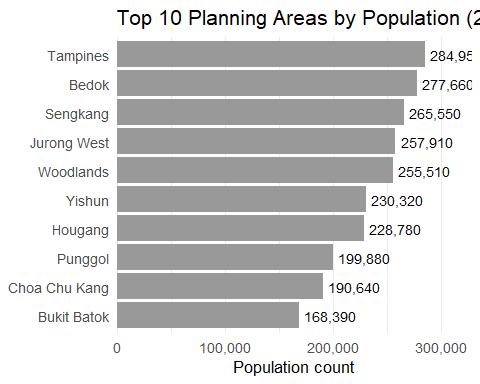 Top 10 Planning Areas by Population (2
Tampines 284,95
Bedok 277,660
Sengkang 265,550
Jurong West 257,910
Woodlands 255,510
Yishun 230,320
Hougang 228,780
Punggol 199,880
Choa Chu Kang 190,640
Bukit Batok 168,390
0 100,000 200,000 300,000
Population count